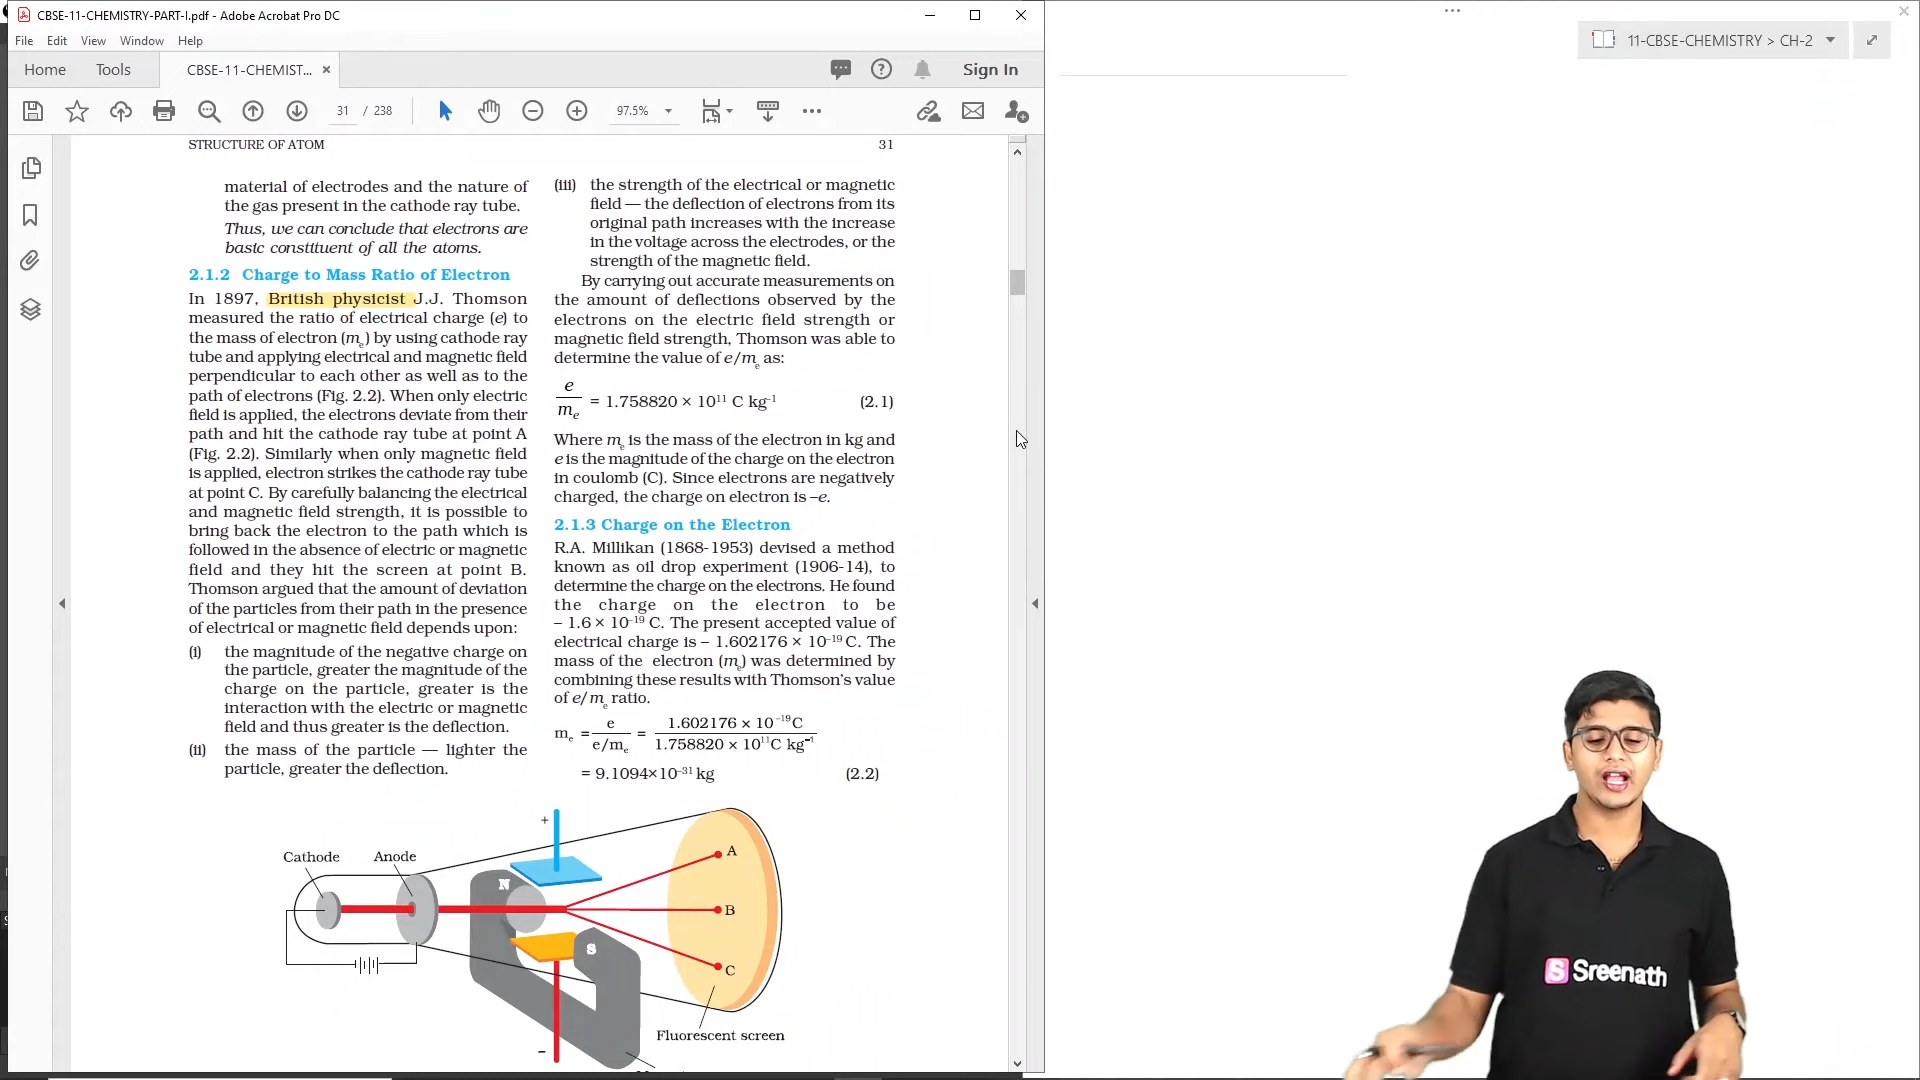 CBSE-11-CHEMISTRY-PART-I.pdf - Adobe Acrobat Pro DC
File Edit View Window Help
Home Tools CBSE-11-CHEMIST... × Sign In
31 / 238 97.5%
11-CBSE-CHEMISTRY > CH-2
STRUCTURE OF ATOM 31
material of electrodes and the nature of
the gas present in the cathode ray tube.
Thus, we can conclude that electrons are
basic constituent of all the atoms.
2.1.2 Charge to Mass Ratio of Electron
In 1897, British physicist J.J. Thomson
measured the ratio of electrical charge (e) to
the mass of electron (mₑ) by using cathode ray
tube and applying electrical and magnetic field
perpendicular to each other as well as to the
path of electrons (Fig. 2.2). When only electric
field is applied, the electrons deviate from their
path and hit the cathode ray tube at point A
(Fig. 2.2). Similarly when only magnetic field
is applied, electron strikes the cathode ray tube
at point C. By carefully balancing the electrical
and magnetic field strength, it is possible to
bring back the electron to the path which is
followed in the absence of electric or magnetic
field and they hit the screen at point B.
Thomson argued that the amount of deviation
of the particles from their path in the presence
of electrical or magnetic field depends upon:
(i) the magnitude of the negative charge on
the particle, greater the magnitude of the
charge on the particle, greater is the
interaction with the electric or magnetic
field and thus greater is the deflection.
(ii) the mass of the particle — lighter the
particle, greater the deflection.
(iii) the strength of the electrical or magnetic
field — the deflection of electrons from its
original path increases with the increase
in the voltage across the electrodes, or the
strength of the magnetic field.
By carrying out accurate measurements on
the amount of deflections observed by the
electrons on the electric field strength or
magnetic field strength, Thomson was able to
determine the value of e/mₑ as:
e/mₑ = 1.758820 × 10¹¹ C kg⁻¹ (2.1)
Where mₑ is the mass of the electron in kg and
e is the magnitude of the charge on the electron
in coulomb (C). Since electrons are negatively
charged, the charge on electron is –e.
2.1.3 Charge on the Electron
R.A. Millikan (1868-1953) devised a method
known as oil drop experiment (1906-14), to
determine the charge on the electrons. He found
the charge on the electron to be
– 1.6 × 10⁻¹⁹ C. The present accepted value of
electrical charge is – 1.602176 × 10⁻¹⁹ C. The
mass of the electron (mₑ) was determined by
combining these results with Thomson's value
of e/mₑ ratio.
mₑ = e / e/mₑ = 1.602176 × 10⁻¹⁹C / 1.758820 × 10¹¹C kg⁻¹
= 9.1094×10⁻³¹ kg (2.2)
+
Cathode Anode
A
N
B
S
C
Fluorescent screen
–
S Sreenath